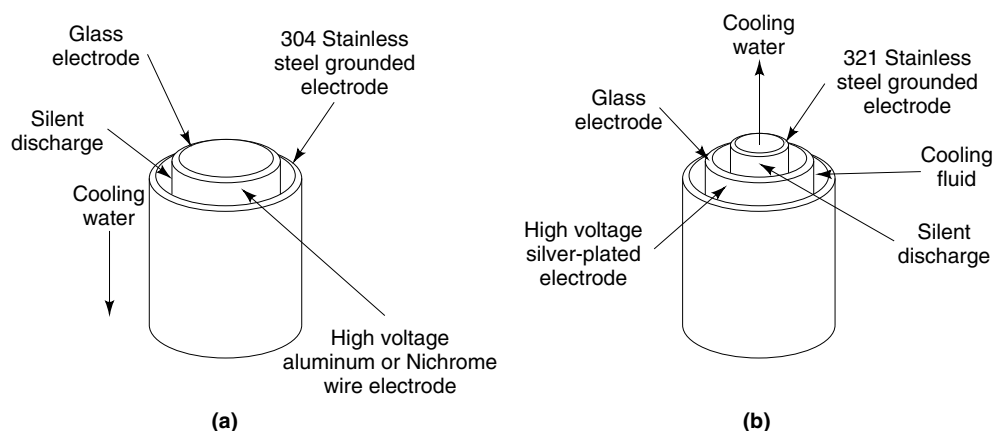 Glass
electrode
304 Stainless
steel grounded
electrode
Silent
discharge
Cooling
water
High voltage
aluminum or Nichrome
wire electrode
(a)
Cooling
water
321 Stainless
steel grounded
electrode
Glass
electrode
Cooling
fluid
High voltage
silver-plated
electrode
Silent
discharge
(b)